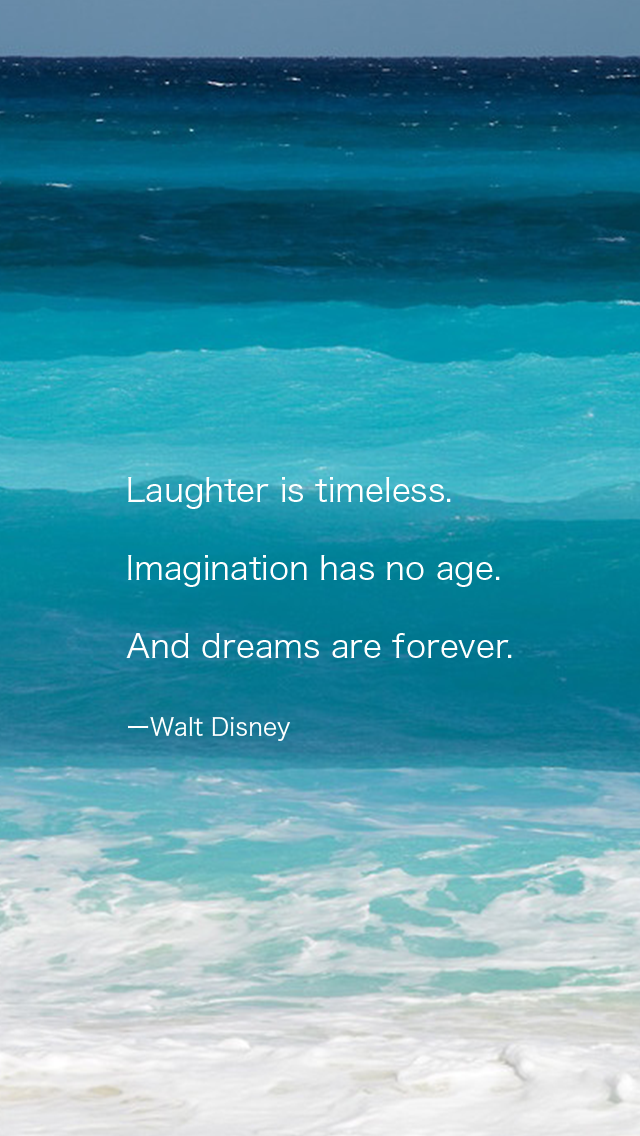 Laughter is timeless.
Imagination has no age.
And dreams are forever.
—Walt Disney